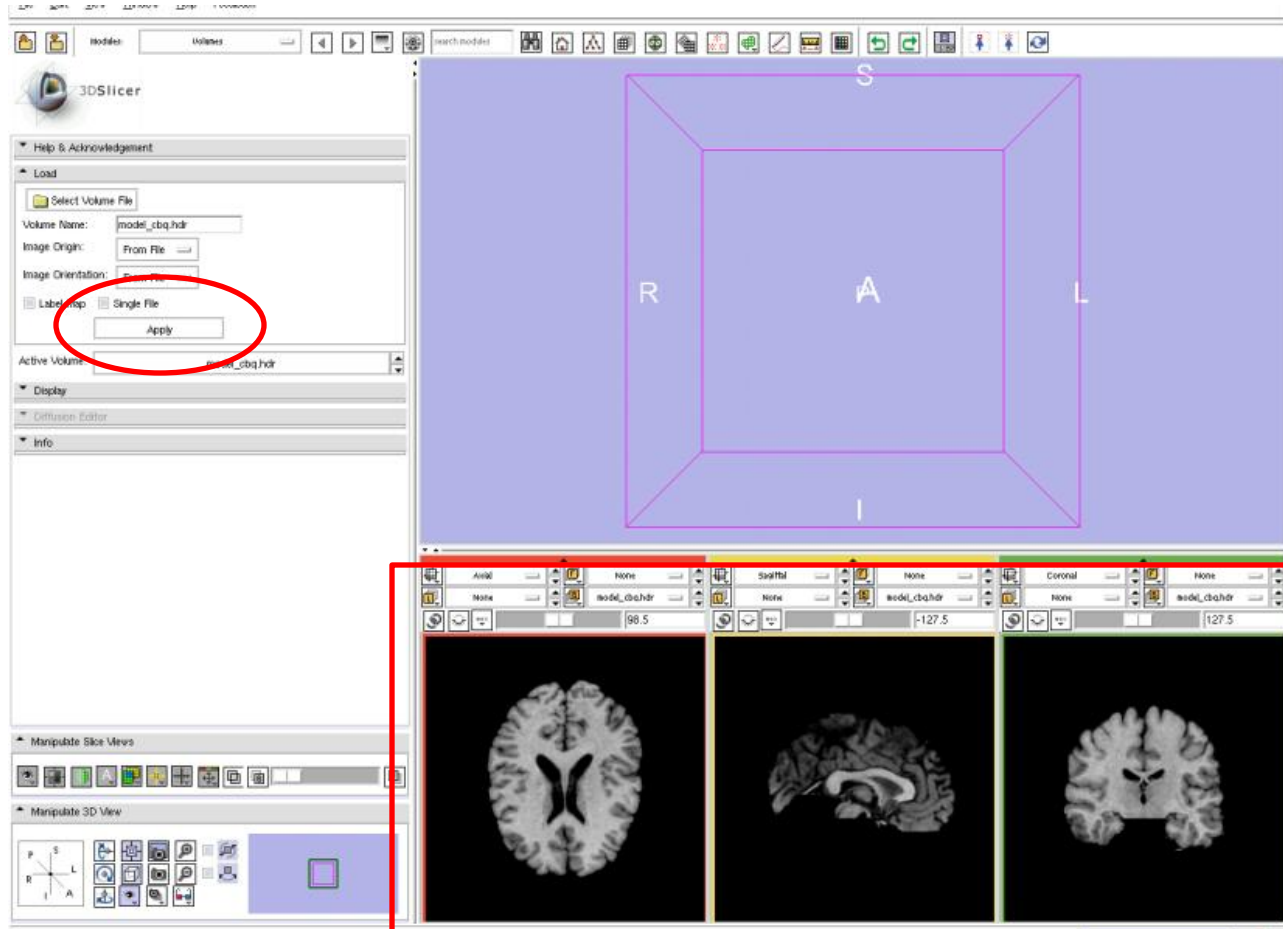 Modules: Volumes search modules
3DSlicer
Help & Acknowledgement
Load
Select Volume File
Volume Name: model_cbq.hdr
Image Origin: From File
Image Orientation: From File
Label Map Single File
Apply
Active Volume model_cbq.hdr
Display
Diffusion Editor
Info
Manipulate Slice Views
Manipulate 3D View
P S
R L
I A
S
R A L
I
Axial None Sagittal None Coronal None
None model_cbq.hdr None model_cbq.hdr None model_cbq.hdr
98.5 -127.5 127.5